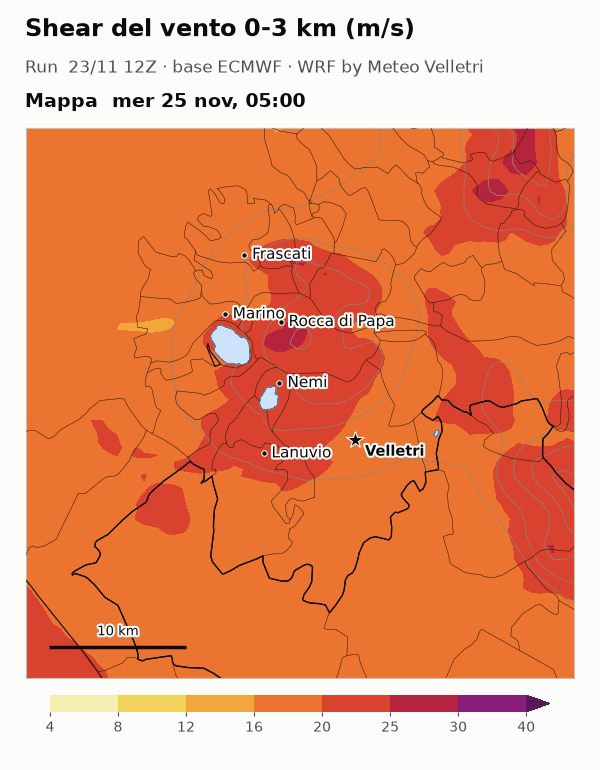 Shear del vento 0-3 km (m/s)
Run  23/11 12Z · base ECMWF · WRF by Meteo Velletri
Mappa  mer 25 nov, 05:00
Frascati
Marino
Rocca di Papa
Nemi
Velletri
Lanuvio
10 km
4 8 12 16 20 25 30 40